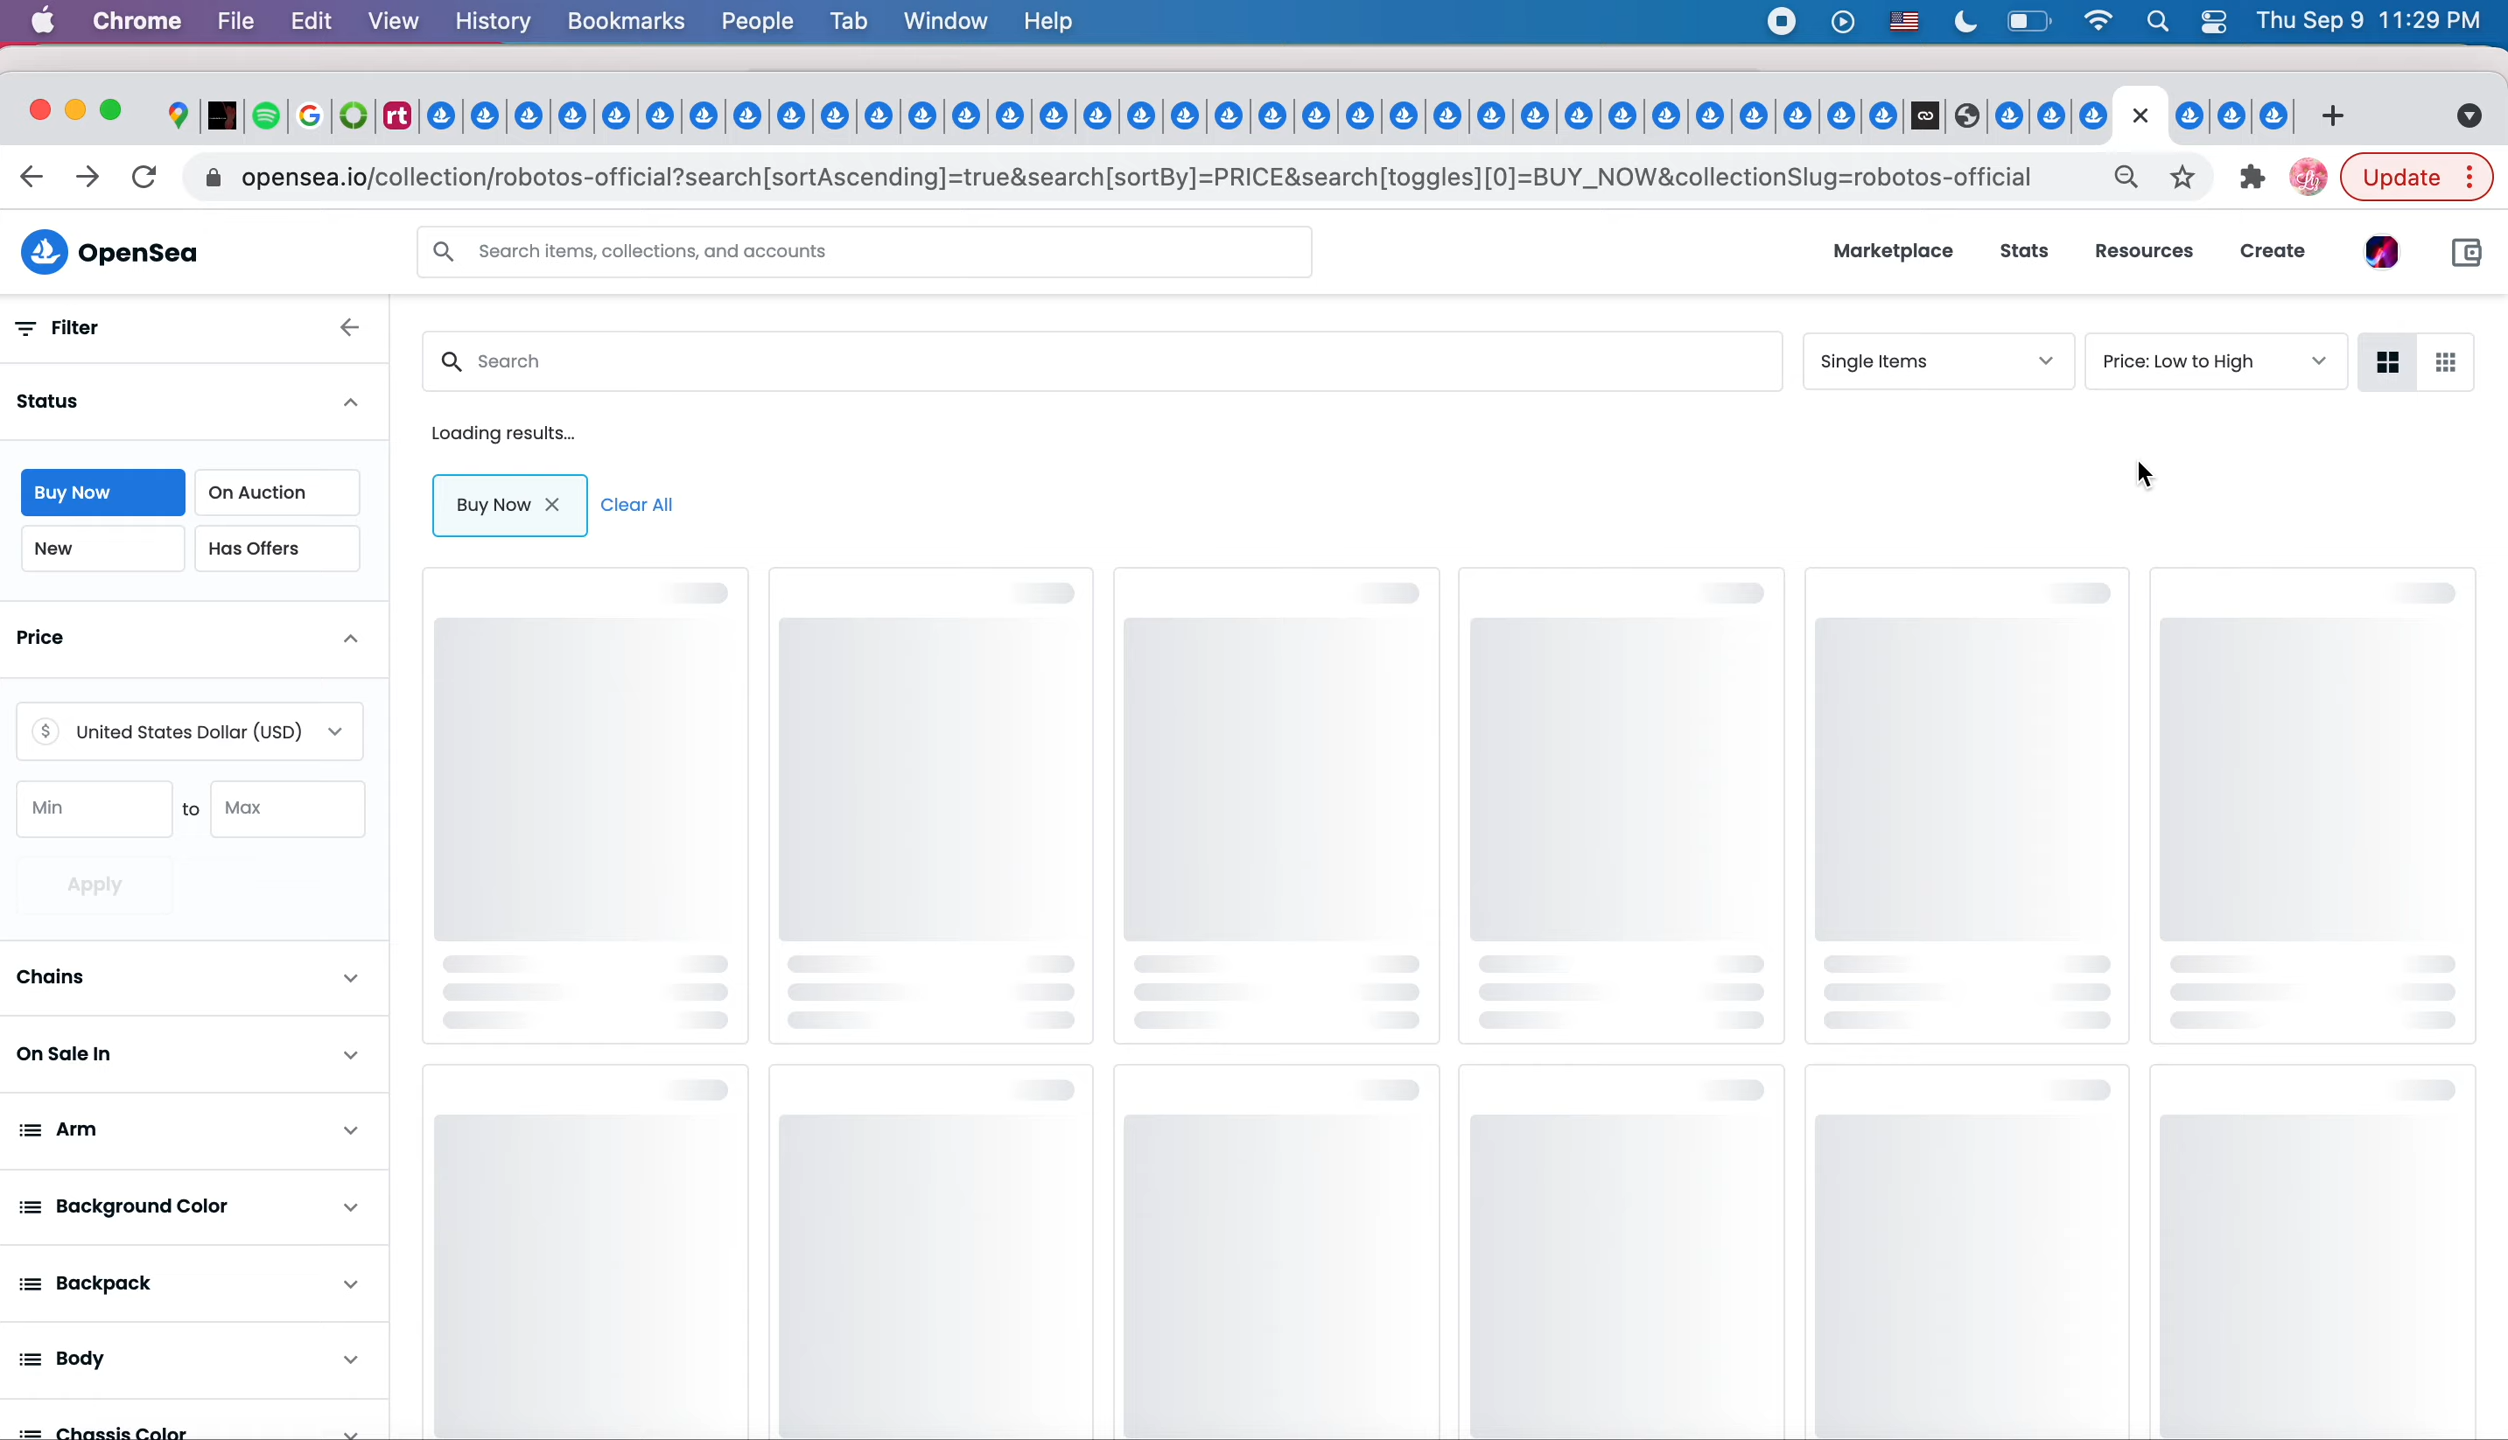 Chrome File Edit View History Bookmarks People Tab Window Help Thu Sep 9 11:29 PM
rt
opensea.io/collection/robotos-official?search[sortAscending]=true&search[sortBy]=PRICE&search[toggles][0]=BUY_NOW&collectionSlug=robotos-official Update
OpenSea Search items, collections, and accounts Marketplace Stats Resources Create
Filter
Search Single Items Price: Low to High
Status
Loading results...
Buy Now On Auction
Buy Now Clear All
New Has Offers
Price
$ United States Dollar (USD)
Min to Max
Apply
Chains
On Sale In
Arm
Background Color
Backpack
Body
Chassis Color